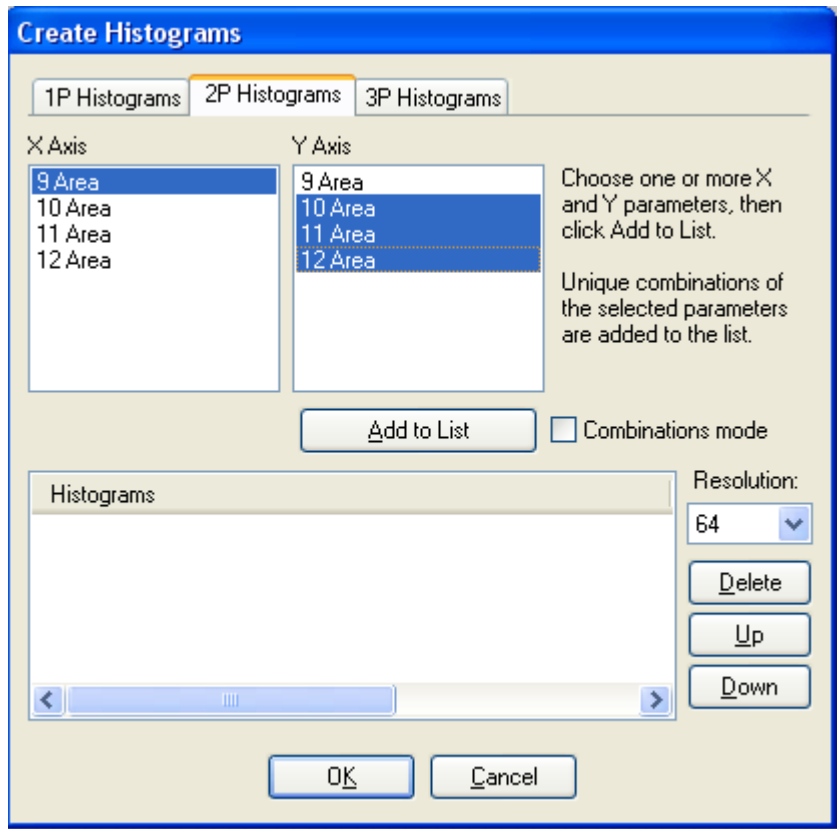 Create Histograms
1P Histograms 2P Histograms 3P Histograms
X Axis
9 Area
10 Area
11 Area
12 Area
Y Axis
9 Area
10 Area
11 Area
12 Area
Choose one or more X
and Y parameters, then
click Add to List.
Unique combinations of
the selected parameters
are added to the list.
Add to List
Combinations mode
Histograms
Resolution:
64
Delete
Up
Down
OK
Cancel